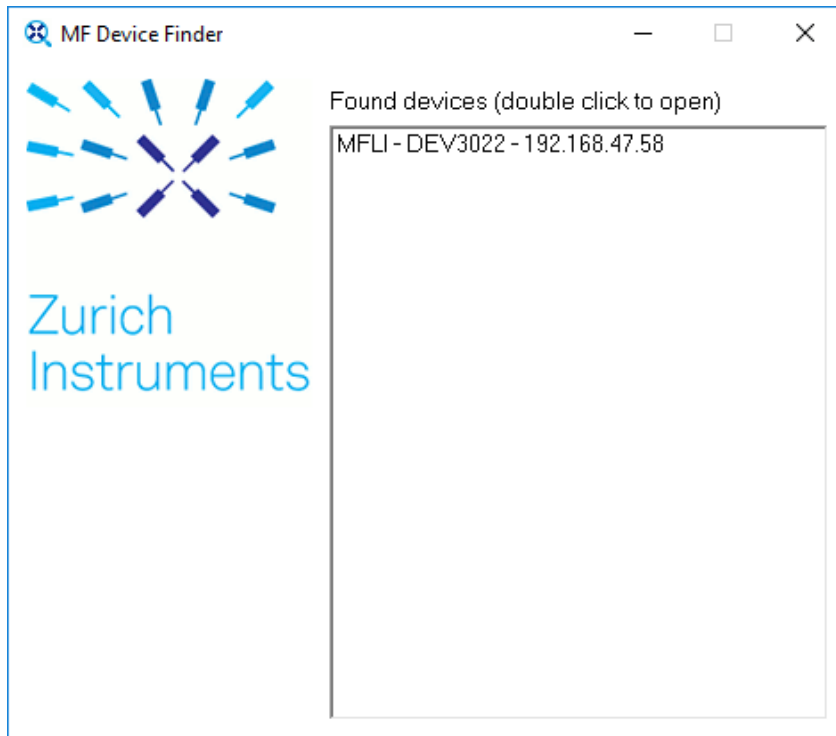 MF Device Finder
Found devices (double click to open)
MFLI - DEV3022 - 192.168.47.58
Zurich
Instruments